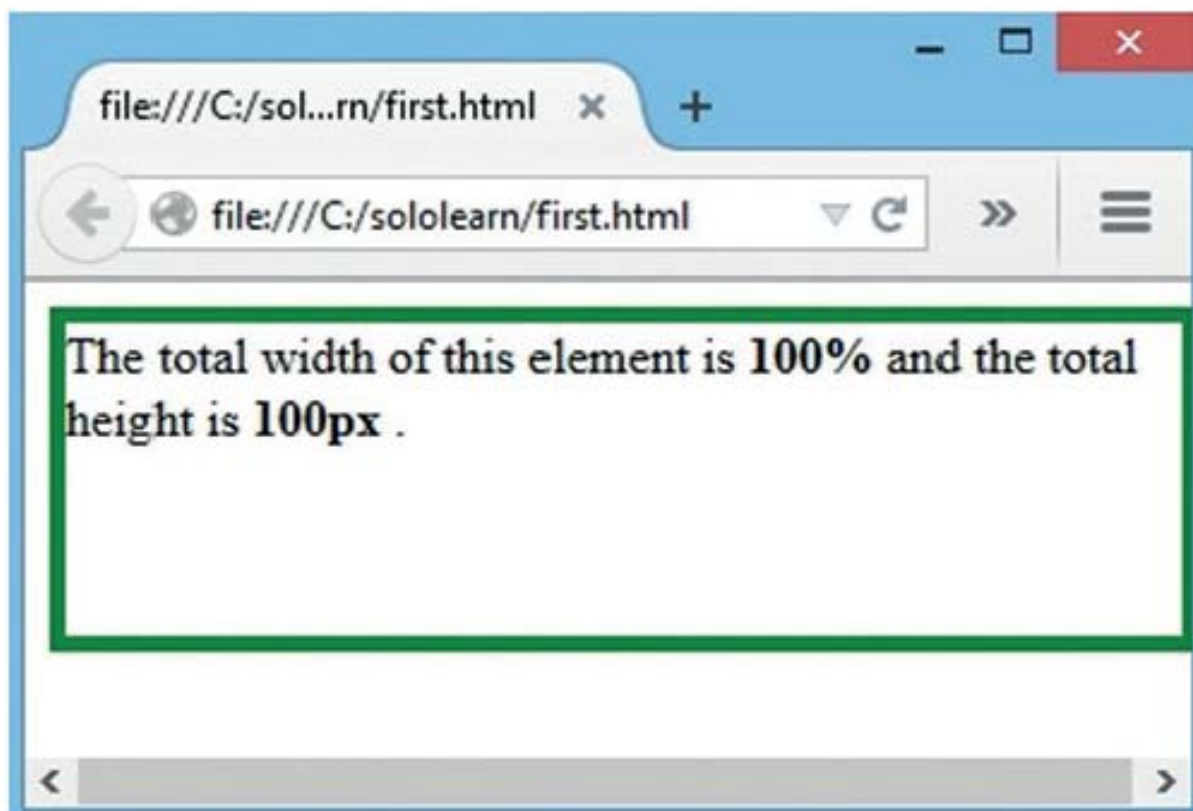 file:///C:/sol...rn/first.html
file:///C:/sololearn/first.html
The total width of this element is 100% and the total
height is 100px .